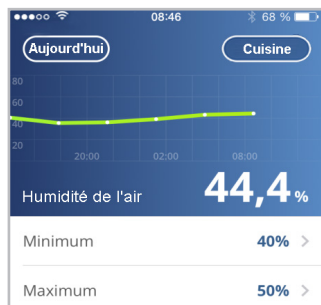 08:46 68 %
Aujourd'hui Cuisine
80
60
40
20
20:00 02:00 08:00
Humidité de l'air 44,4 %
Minimum 40%
Maximum 50%